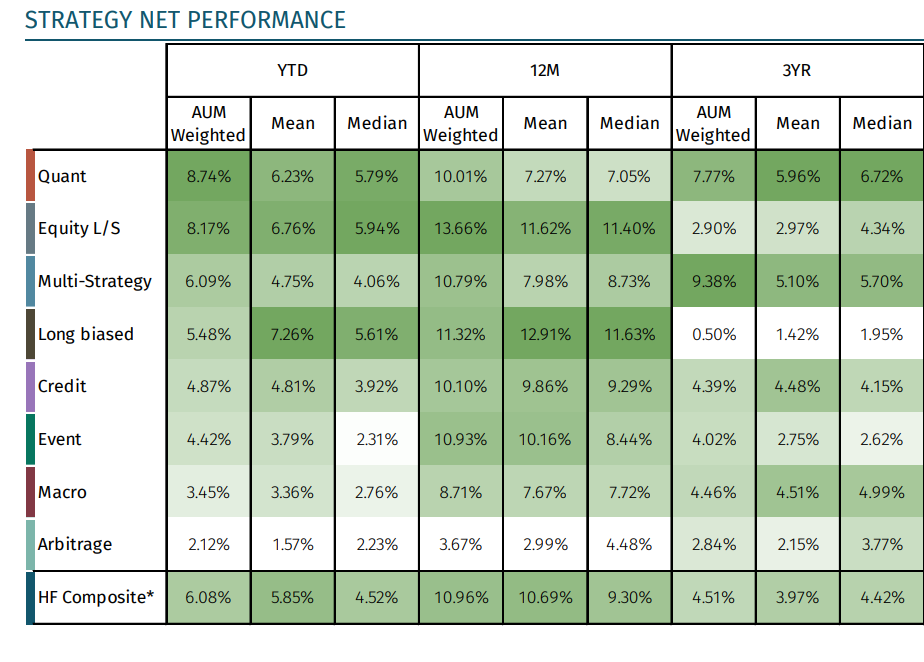 STRATEGY NET PERFORMANCE
YTD 12M 3YR
AUM Weighted Mean Median AUM Weighted Mean Median AUM Weighted Mean Median
Quant 8.74% 6.23% 5.79% 10.01% 7.27% 7.05% 7.77% 5.96% 6.72%
Equity L/S 8.17% 6.76% 5.94% 13.66% 11.62% 11.40% 2.90% 2.97% 4.34%
Multi-Strategy 6.09% 4.75% 4.06% 10.79% 7.98% 8.73% 9.38% 5.10% 5.70%
Long biased 5.48% 7.26% 5.61% 11.32% 12.91% 11.63% 0.50% 1.42% 1.95%
Credit 4.87% 4.81% 3.92% 10.10% 9.86% 9.29% 4.39% 4.48% 4.15%
Event 4.42% 3.79% 2.31% 10.93% 10.16% 8.44% 4.02% 2.75% 2.62%
Macro 3.45% 3.36% 2.76% 8.71% 7.67% 7.72% 4.46% 4.51% 4.99%
Arbitrage 2.12% 1.57% 2.23% 3.67% 2.99% 4.48% 2.84% 2.15% 3.77%
HF Composite* 6.08% 5.85% 4.52% 10.96% 10.69% 9.30% 4.51% 3.97% 4.42%